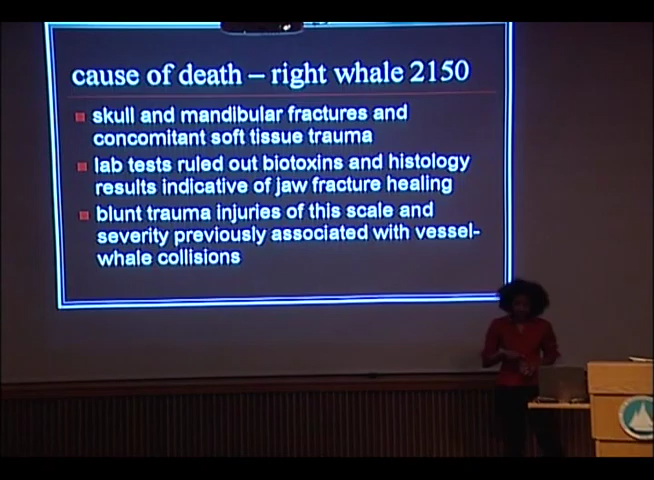 cause of death – right whale 2150
skull and mandibular fractures and
concomitant soft tissue trauma
lab tests ruled out biotoxins and histology
results indicative of jaw fracture healing
blunt trauma injuries of this scale and
severity previously associated with vessel-
whale collisions